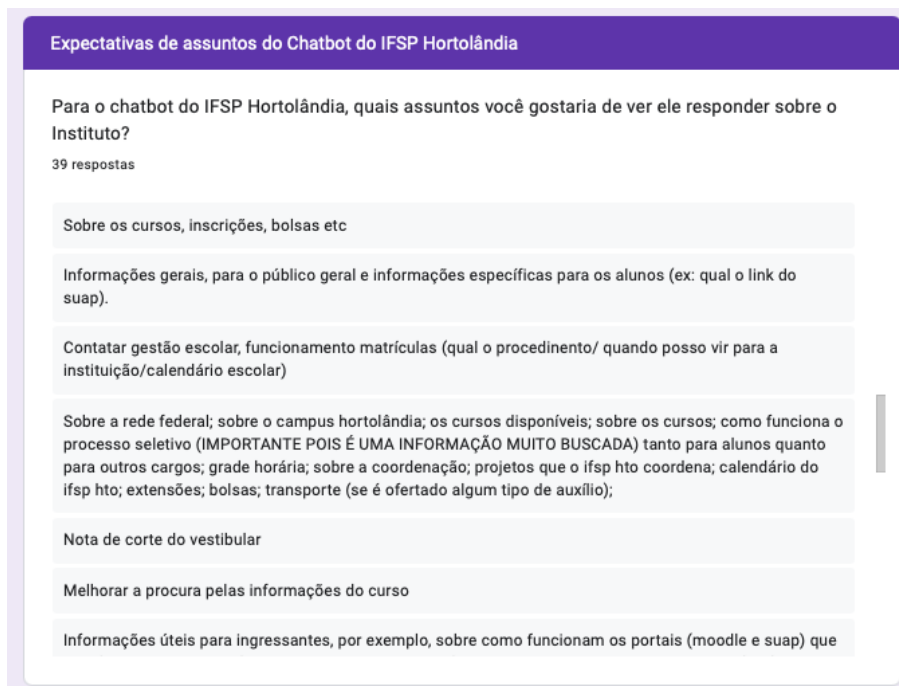 Expectativas de assuntos do Chatbot do IFSP Hortolândia
Para o chatbot do IFSP Hortolândia, quais assuntos você gostaria de ver ele responder sobre o
Instituto?
39 respostas
Sobre os cursos, inscrições, bolsas etc
Informações gerais, para o público geral e informações específicas para os alunos (ex: qual o link do
suap).
Contatar gestão escolar, funcionamento matrículas (qual o procedinento/ quando posso vir para a
instituição/calendário escolar)
Sobre a rede federal; sobre o campus hortolândia; os cursos disponíveis; sobre os cursos; como funciona o
processo seletivo (IMPORTANTE POIS É UMA INFORMAÇÃO MUITO BUSCADA) tanto para alunos quanto
para outros cargos; grade horária; sobre a coordenação; projetos que o ifsp hto coordena; calendário do
ifsp hto; extensões; bolsas; transporte (se é ofertado algum tipo de auxílio);
Nota de corte do vestibular
Melhorar a procura pelas informações do curso
Informações úteis para ingressantes, por exemplo, sobre como funcionam os portais (moodle e suap) que